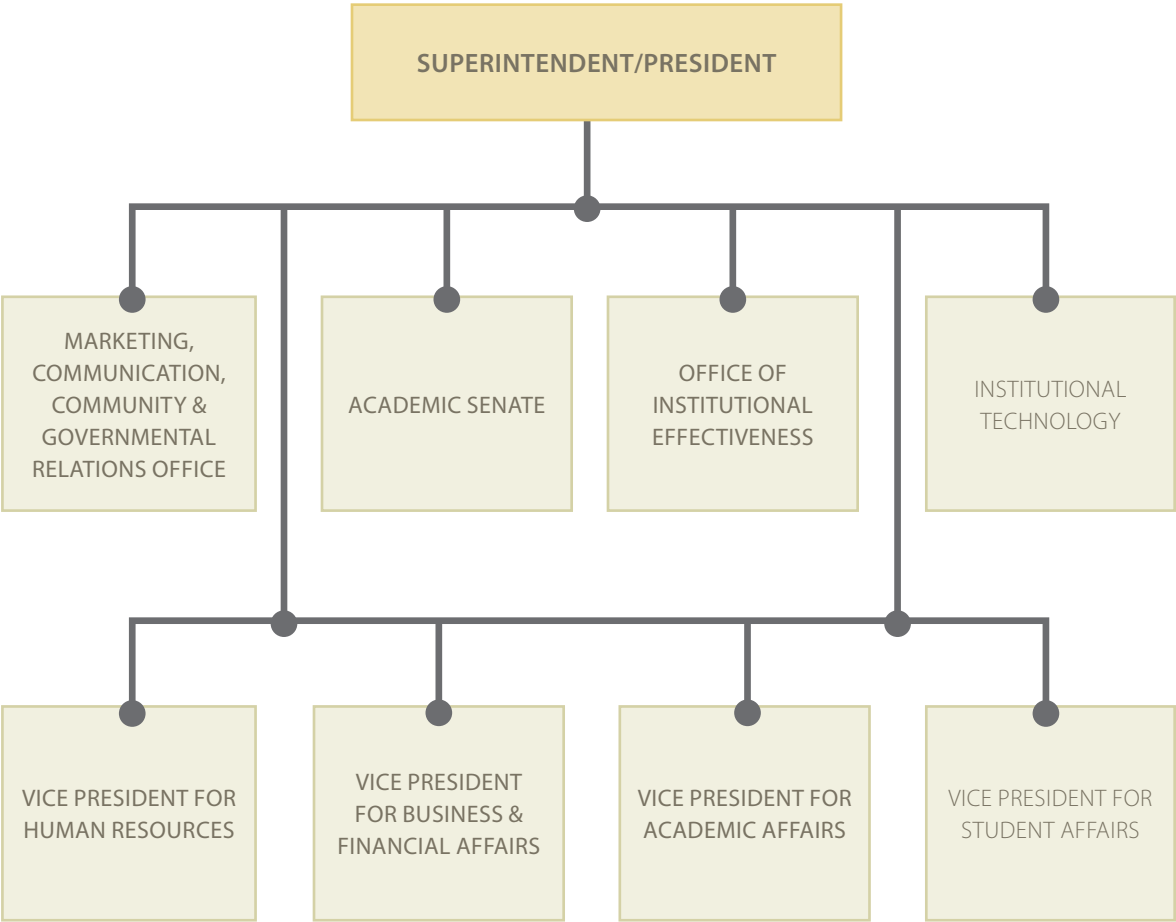 SUPERINTENDENT/PRESIDENT
MARKETING,
COMMUNICATION,
COMMUNITY &
GOVERNMENTAL
RELATIONS OFFICE
ACADEMIC SENATE
OFFICE OF
INSTITUTIONAL
EFFECTIVENESS
INSTITUTIONAL
TECHNOLOGY
VICE PRESIDENT FOR
HUMAN RESOURCES
VICE PRESIDENT
FOR BUSINESS &
FINANCIAL AFFAIRS
VICE PRESIDENT FOR
ACADEMIC AFFAIRS
VICE PRESIDENT FOR
STUDENT AFFAIRS